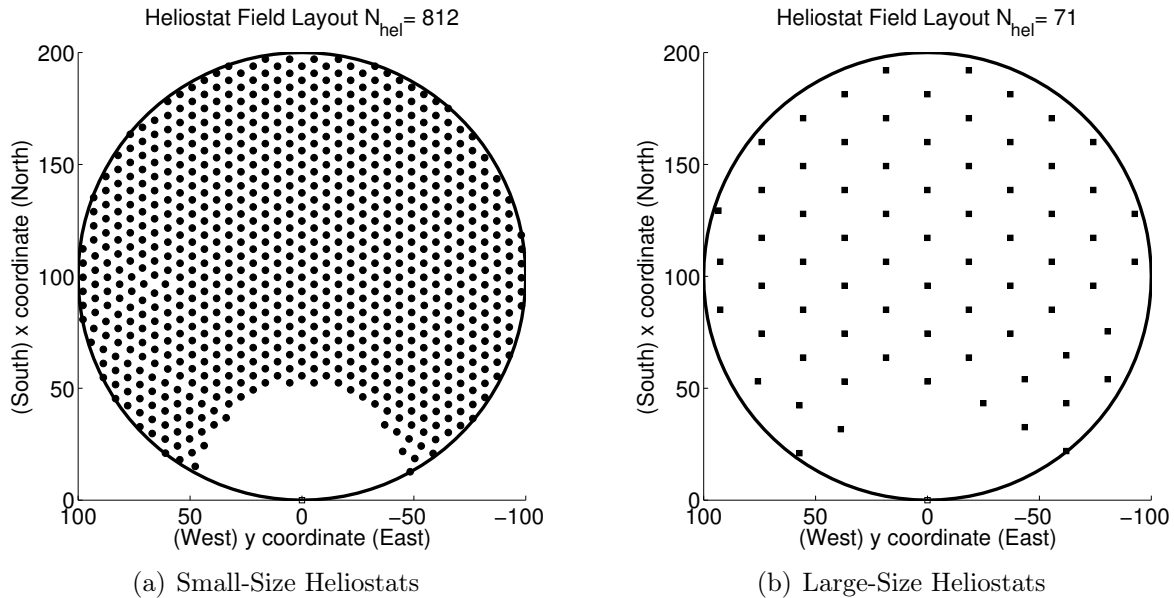 Heliostat Field Layout N_hel= 812
200
150
100
50
0
(South) x coordinate (North)
100 50 0 −50 −100
(West) y coordinate (East)
(a) Small-Size Heliostats
Heliostat Field Layout N_hel= 71
200
150
100
50
0
(South) x coordinate (North)
100 50 0 −50 −100
(West) y coordinate (East)
(b) Large-Size Heliostats